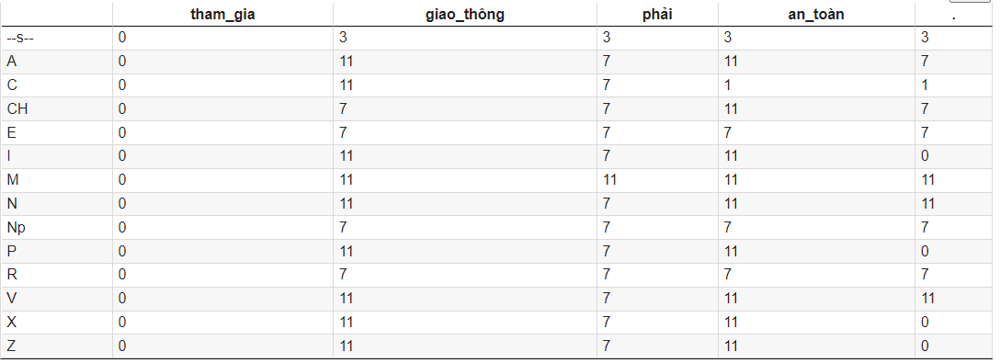 tham_gia giao_thông phải an_toàn .
--s-- 0 3 3 3 3
A 0 11 7 11 7
C 0 11 7 1 1
CH 0 7 7 11 7
E 0 7 7 7 7
I 0 11 7 11 0
M 0 11 11 11 11
N 0 11 7 11 11
Np 0 7 7 7 7
P 0 11 7 11 0
R 0 7 7 7 7
V 0 11 7 11 11
X 0 11 7 11 0
Z 0 11 7 11 0